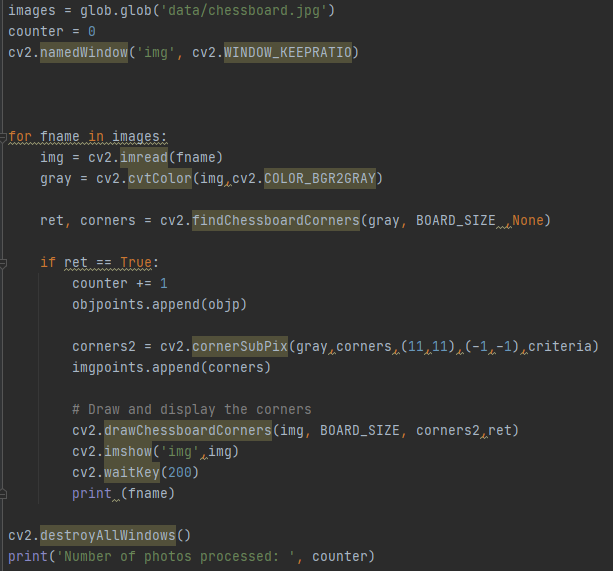 images = glob.glob('data/chessboard.jpg')
counter = 0
cv2.namedWindow('img', cv2.WINDOW_KEEPRATIO)
for fname in images:
    img = cv2.imread(fname)
    gray = cv2.cvtColor(img,cv2.COLOR_BGR2GRAY)
    ret, corners = cv2.findChessboardCorners(gray, BOARD_SIZE ,None)
    if ret == True:
        counter += 1
        objpoints.append(objp)
        corners2 = cv2.cornerSubPix(gray,corners,(11,11),(-1,-1),criteria)
        imgpoints.append(corners)
        # Draw and display the corners
        cv2.drawChessboardCorners(img, BOARD_SIZE, corners2,ret)
        cv2.imshow('img',img)
        cv2.waitKey(200)
        print (fname)
cv2.destroyAllWindows()
print('Number of photos processed: ', counter)